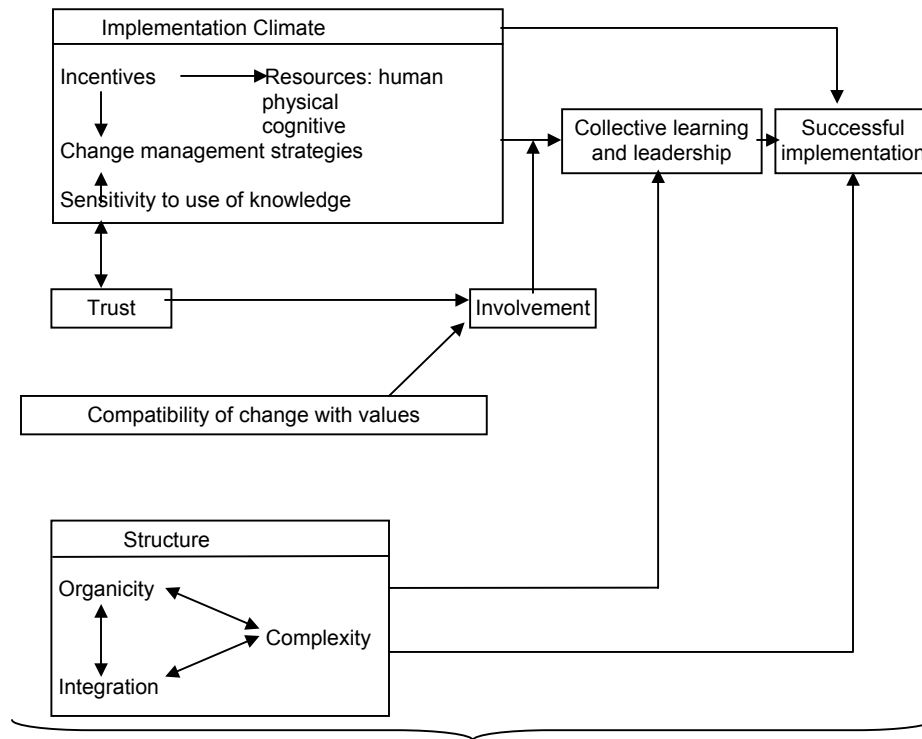 Implementation Climate
Incentives
Resources: human
physical
cognitive
Change management strategies
Sensitivity to use of knowledge
Collective learning
and leadership
Successful
implementation
Trust
Involvement
Compatibility of change with values
Structure
Organicity
Complexity
Integration